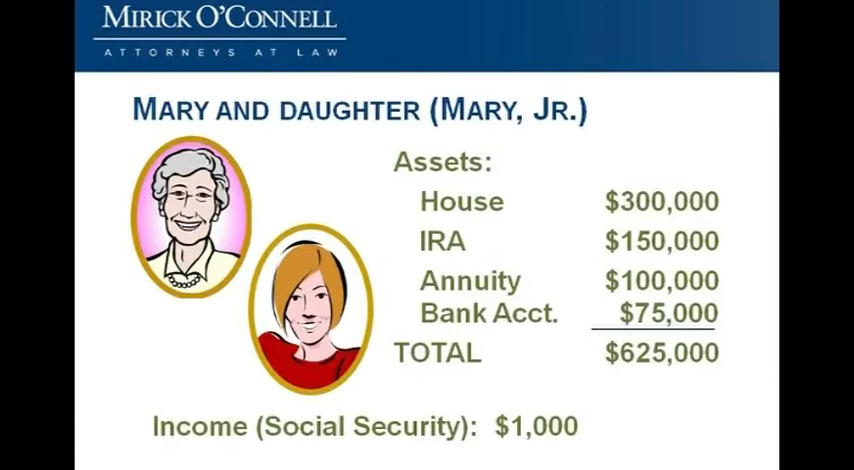 MIRICK O'CONNELL
ATTORNEYS AT LAW
MARY AND DAUGHTER (MARY, JR.)
Assets:
House $300,000
IRA $150,000
Annuity $100,000
Bank Acct. $75,000
TOTAL $625,000
Income (Social Security): $1,000